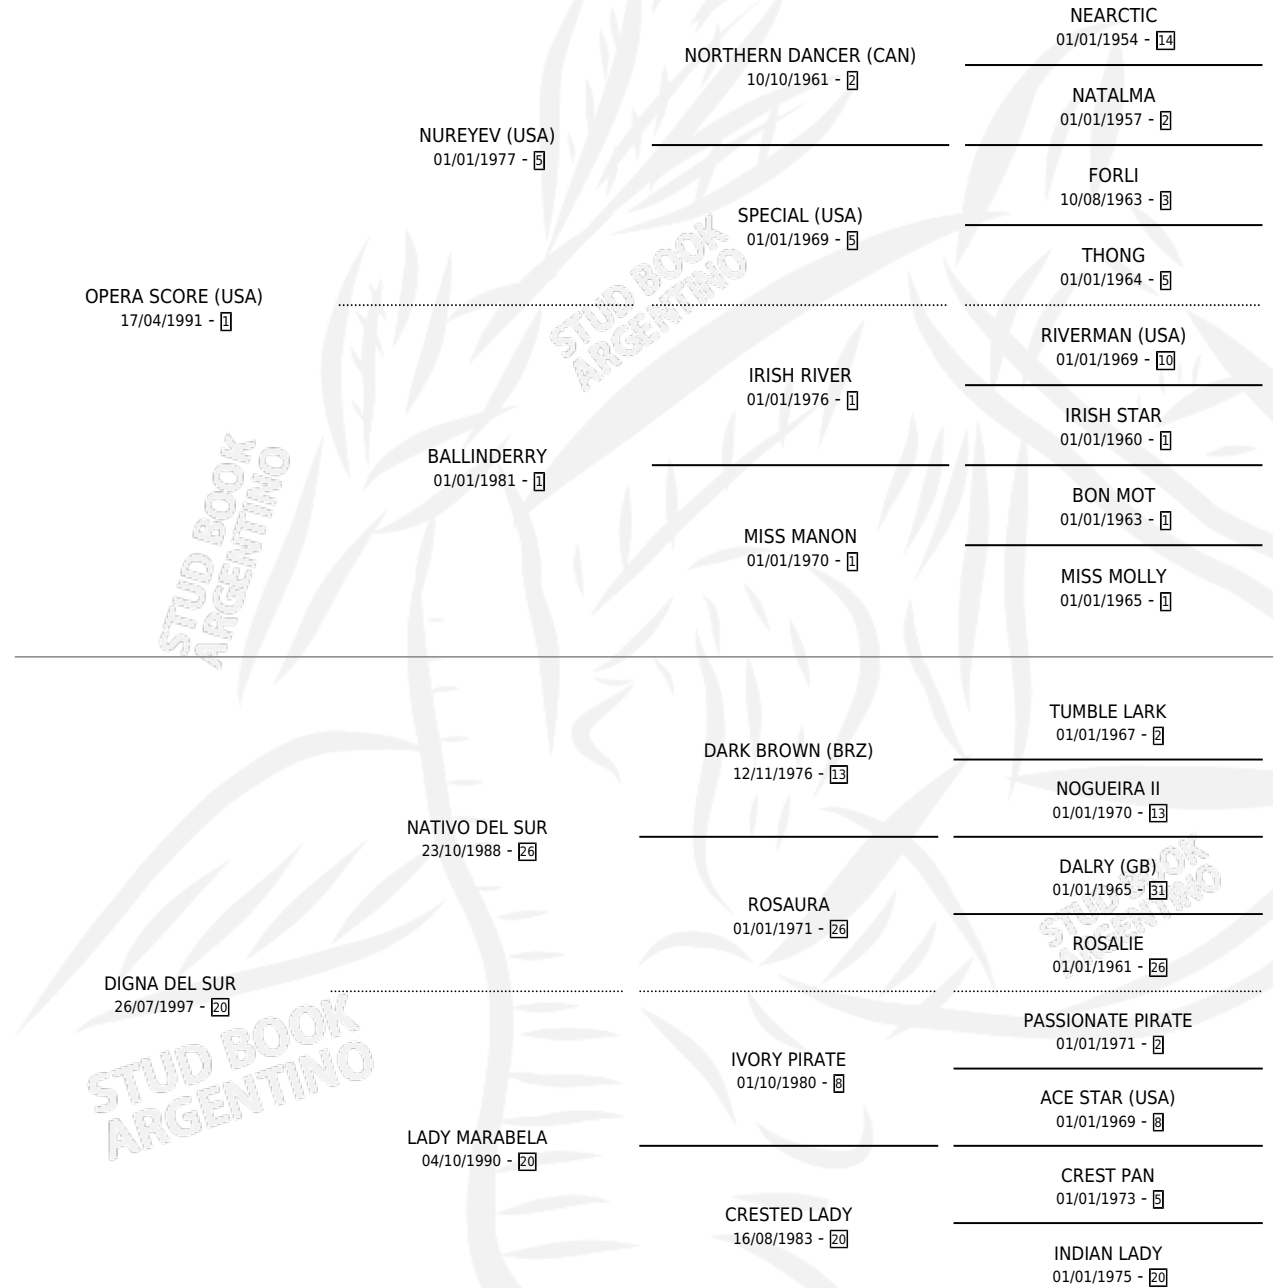 NEARCTIC
01/01/1954 - 14
NORTHERN DANCER (CAN)
10/10/1961 - 2
NATALMA
01/01/1957 - 2
NUREYEV (USA)
01/01/1977 - 5
FORLI
10/08/1963 - 3
SPECIAL (USA)
01/01/1969 - 5
THONG
01/01/1964 - 5
OPERA SCORE (USA)
17/04/1991 - 1
RIVERMAN (USA)
01/01/1969 - 10
IRISH RIVER
01/01/1976 - 1
IRISH STAR
01/01/1960 - 1
BALLINDERRY
01/01/1981 - 1
BON MOT
01/01/1963 - 1
MISS MANON
01/01/1970 - 1
MISS MOLLY
01/01/1965 - 1
TUMBLE LARK
01/01/1967 - 2
DARK BROWN (BRZ)
12/11/1976 - 13
NOGUEIRA II
01/01/1970 - 13
NATIVO DEL SUR
23/10/1988 - 26
DALRY (GB)
01/01/1965 - 31
ROSAURA
01/01/1971 - 26
ROSALIE
01/01/1961 - 26
DIGNA DEL SUR
26/07/1997 - 20
PASSIONATE PIRATE
01/01/1971 - 2
IVORY PIRATE
01/10/1980 - 8
ACE STAR (USA)
01/01/1969 - 8
LADY MARABELA
04/10/1990 - 20
CREST PAN
01/01/1973 - 5
CRESTED LADY
16/08/1983 - 20
INDIAN LADY
01/01/1975 - 20
STUD BOOK
ARGENTINO
STUD BOOK
ARGENTINO
STUD BOOK
ARGENTINO
STUD BOOK
ARGENTINO